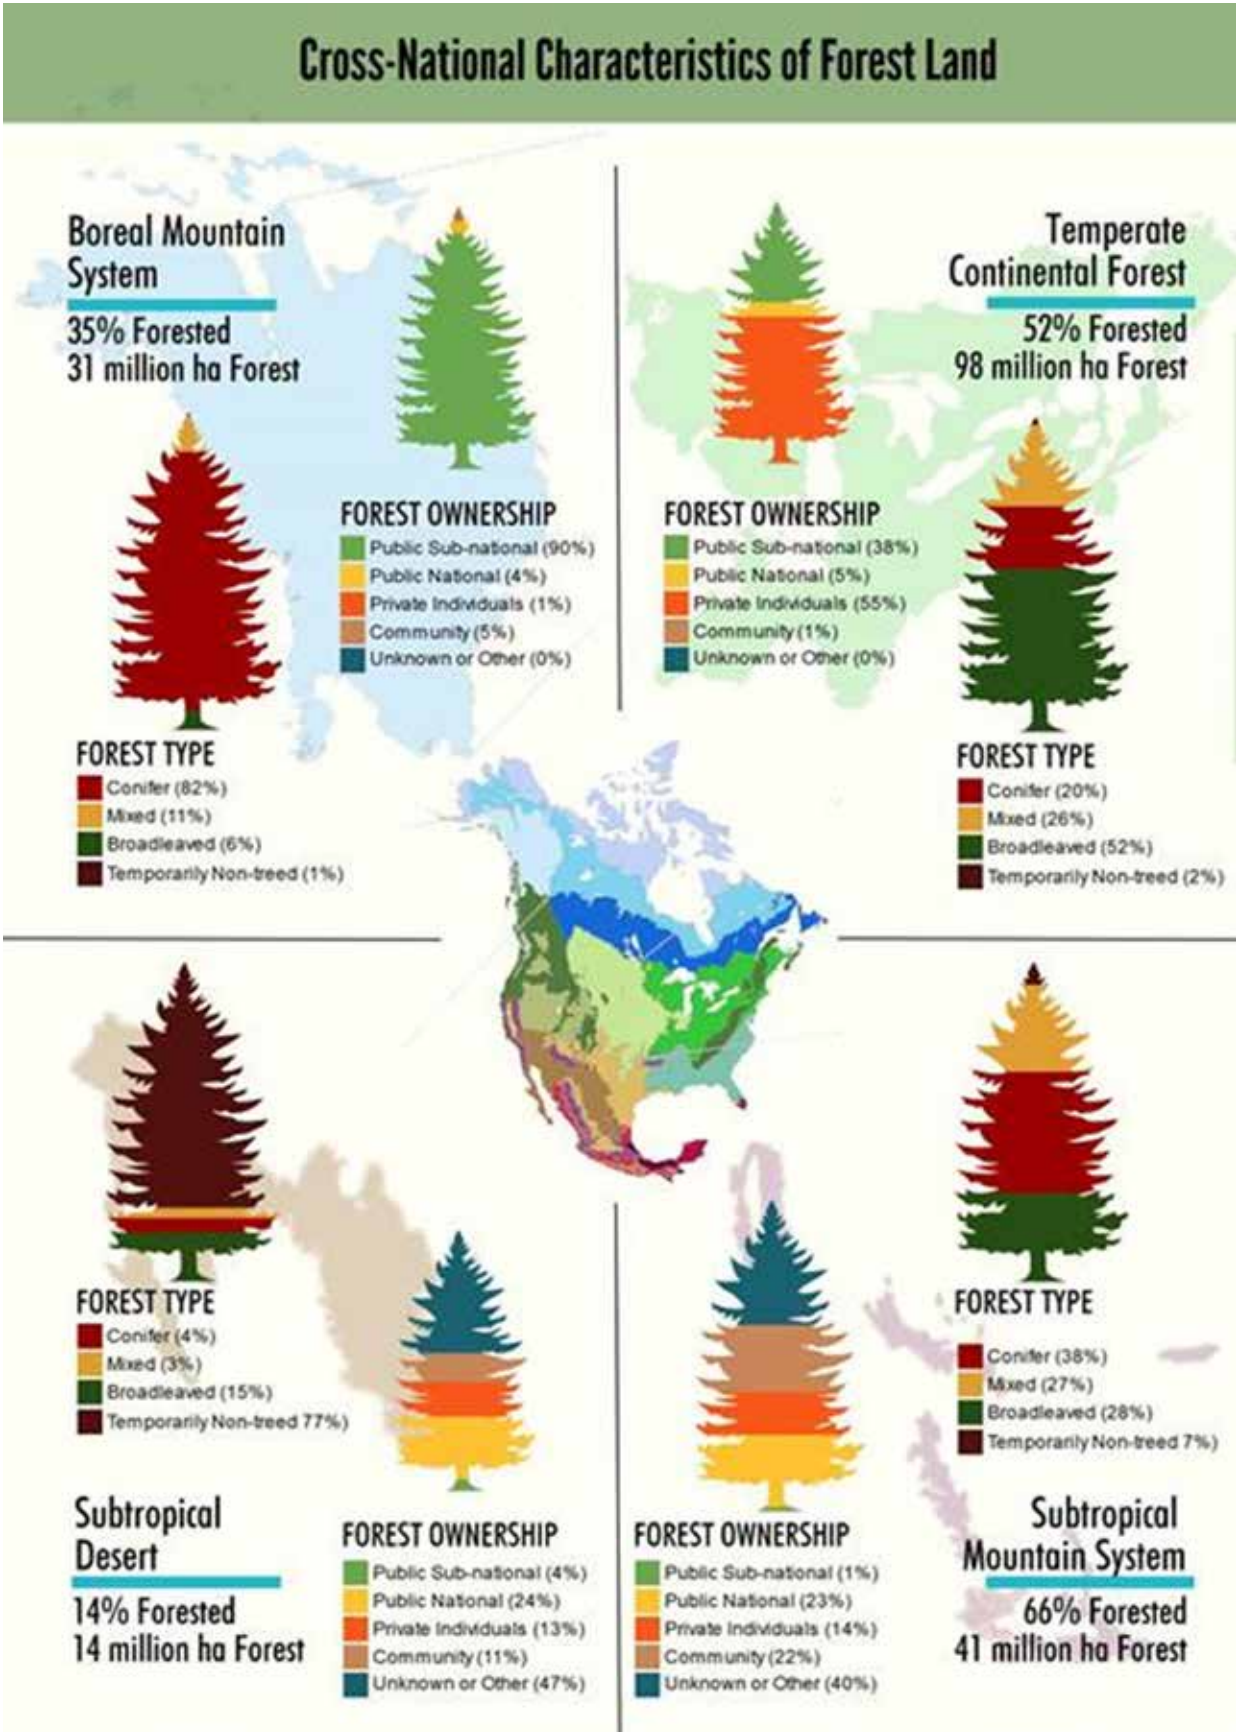 Cross-National Characteristics of Forest Land
Boreal Mountain
System
35% Forested
31 million ha Forest
FOREST OWNERSHIP
Public Sub-national (90%)
Public National (4%)
Private Individuals (1%)
Community (5%)
Unknown or Other (0%)
FOREST TYPE
Conifer (82%)
Mixed (11%)
Broadleaved (6%)
Temporarily Non-treed (1%)
Temperate
Continental Forest
52% Forested
98 million ha Forest
FOREST OWNERSHIP
Public Sub-national (38%)
Public National (5%)
Private Individuals (55%)
Community (1%)
Unknown or Other (0%)
FOREST TYPE
Conifer (20%)
Mixed (26%)
Broadleaved (52%)
Temporarily Non-treed (2%)
FOREST TYPE
Conifer (4%)
Mixed (3%)
Broadleaved (15%)
Temporarily Non-treed 77%)
Subtropical
Desert
14% Forested
14 million ha Forest
FOREST OWNERSHIP
Public Sub-national (4%)
Public National (24%)
Private Individuals (13%)
Community (11%)
Unknown or Other (47%)
FOREST OWNERSHIP
Public Sub-national (1%)
Public National (23%)
Private Individuals (14%)
Community (22%)
Unknown or Other (40%)
FOREST TYPE
Conifer (38%)
Mixed (27%)
Broadleaved (28%)
Temporarily Non-treed 7%)
Subtropical
Mountain System
66% Forested
41 million ha Forest